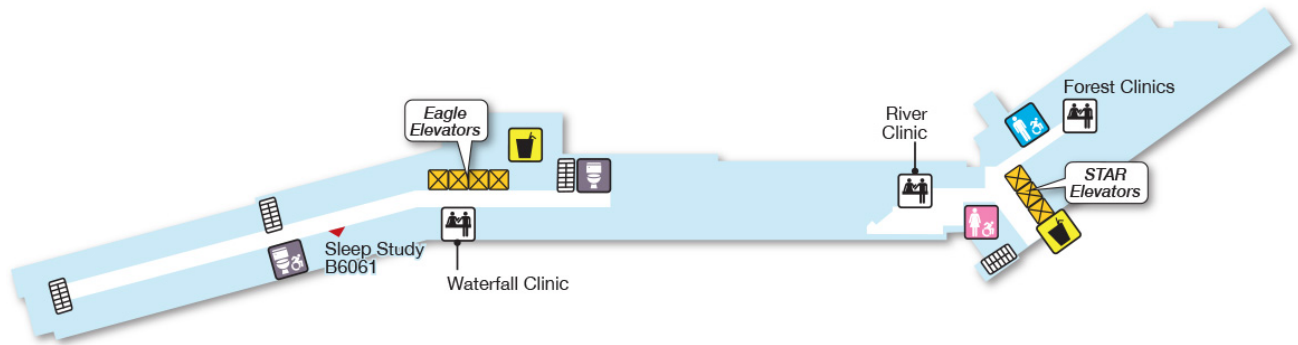 Eagle
Elevators
Forest Clinics
River
Clinic
STAR
Elevators
Sleep Study
B6061
Waterfall Clinic